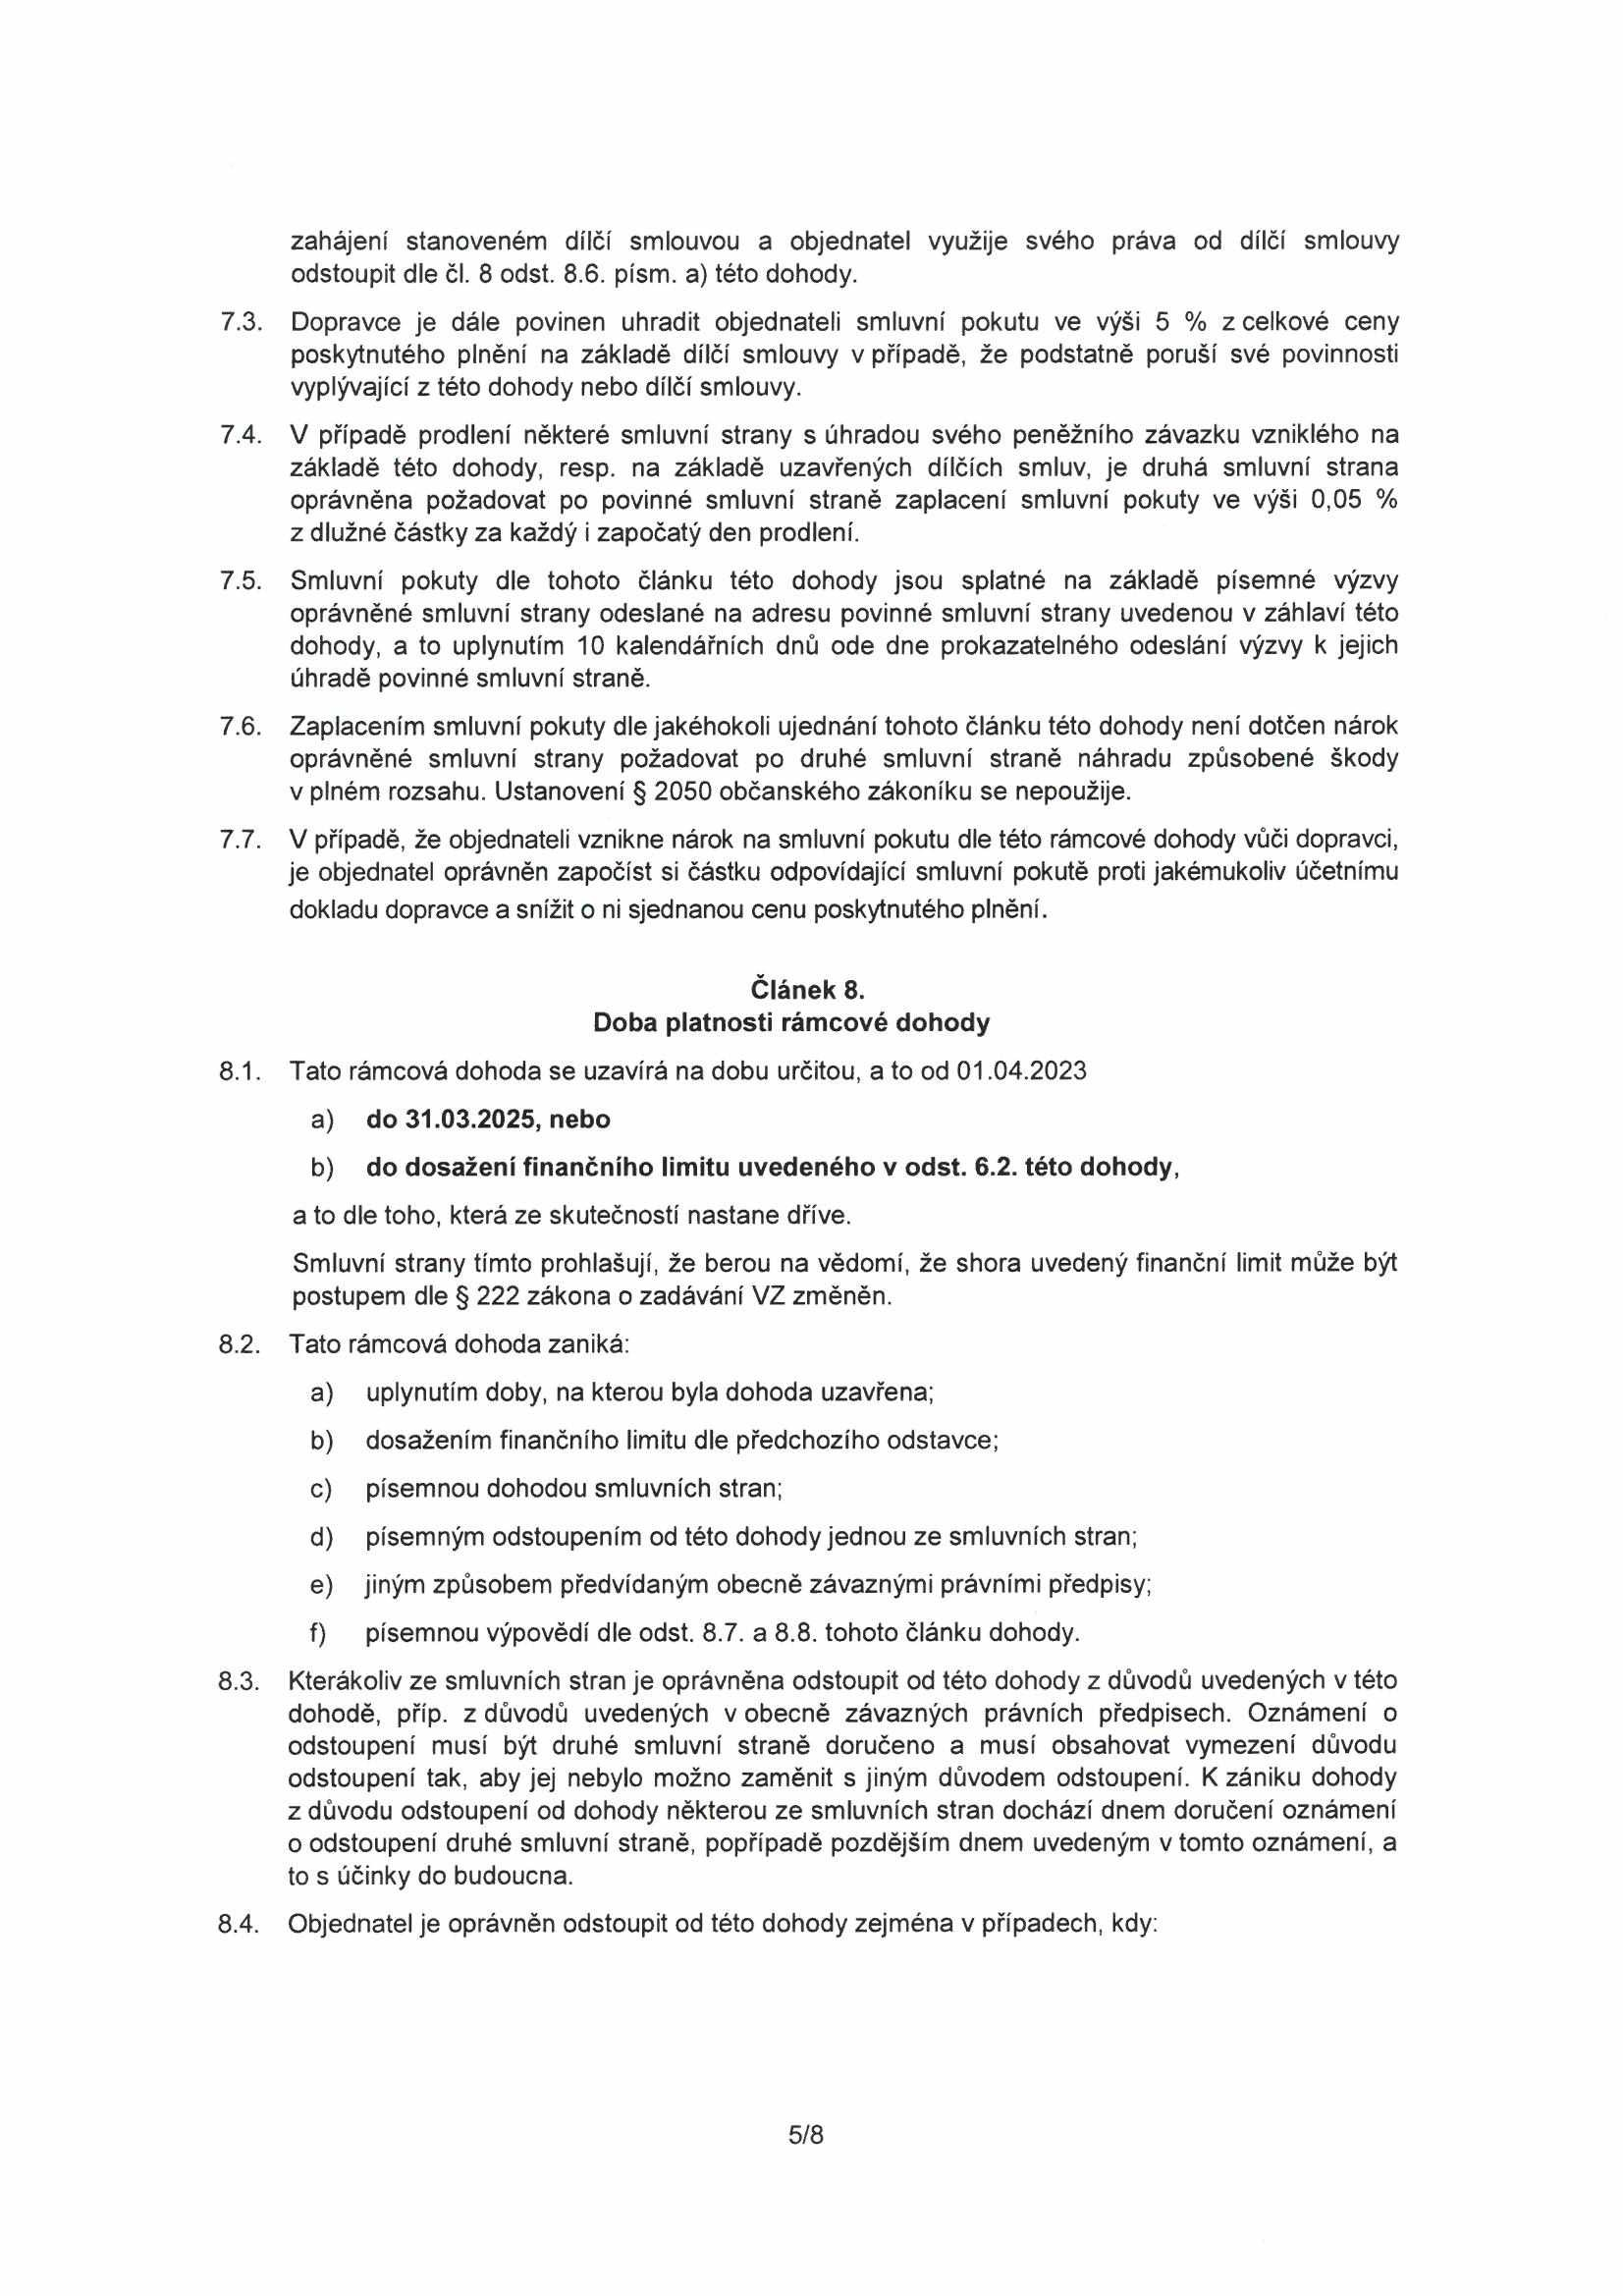 zahájení stanoveném dílčí smlouvou a objednatel využije svého práva od dílčí smlouvy
odstoupit dle čl. 8 odst. 8.6. písm. a) této dohody.
7.3. Dopravce je dále povinen uhradit objednateli smluvní pokutu ve výši 5 % z celkové ceny
poskytnutého plnění na základě dílčí smlouvy v případě, že podstatně poruší své povinnosti
vyplývající z této dohody nebo dílčí smlouvy.
7.4. V případě prodlení některé smluvní strany s úhradou svého peněžního závazku vzniklého na
základě této dohody, resp. na základě uzavřených dílčích smluv, je druhá smluvní strana
oprávněna požadovat po povinné smluvní straně zaplacení smluvní pokuty ve výši 0,05 %
z dlužné částky za každý i započatý den prodlení.
7.5. Smluvní pokuty dle tohoto článku této dohody jsou splatné na základě písemné výzvy
oprávněné smluvní strany odeslané na adresu povinné smluvní strany uvedenou v záhlaví této
dohody, a to uplynutím 10 kalendářních dnů ode dne prokazatelného odeslání výzvy k jejich
úhradě povinné smluvní straně.
7.6. Zaplacením smluvní pokuty dle jakéhokoli ujednání tohoto článku této dohody není dotčen nárok
oprávněné smluvní strany požadovat po druhé smluvní straně náhradu způsobené škody
v plném rozsahu. Ustanovení § 2050 občanského zákoníku se nepoužije.
7.7. V případě, že objednateli vznikne nárok na smluvní pokutu dle této rámcové dohody vůči dopravci,
je objednatel oprávněn započíst si částku odpovídající smluvní pokutě proti jakémukoliv účetnímu
dokladu dopravce a snížit o ni sjednanou cenu poskytnutého plnění.
Článek 8.
Doba platnosti rámcové dohody
8.1. Tato rámcová dohoda se uzavírá na dobu určitou, a to od 01.04.2023
a) do 31.03.2025, nebo
b) do dosažení finančního limitu uvedeného v odst. 6.2. této dohody,
a to dle toho, která ze skutečností nastane dříve.
Smluvní strany tímto prohlašují, že berou na vědomí, že shora uvedený finanční limit může být
postupem dle § 222 zákona o zadávání VZ změněn.
8.2. Tato rámcová dohoda zaniká:
a) uplynutím doby, na kterou byla dohoda uzavřena;
b) dosažením finančního limitu dle předchozího odstavce;
c) písemnou dohodou smluvních stran;
d) písemným odstoupením od této dohody jednou ze smluvních stran;
e) jiným způsobem předvídaným obecně závaznými právními předpisy;
f) písemnou výpovědí dle odst. 8.7. a 8.8. tohoto článku dohody.
8.3. Kterákoliv ze smluvních stran je oprávněna odstoupit od této dohody z důvodů uvedených v této
dohodě, příp. z důvodů uvedených v obecně závazných právních předpisech. Oznámení o
odstoupení musí být druhé smluvní straně doručeno a musí obsahovat vymezení důvodu
odstoupení tak, aby jej nebylo možno zaměnit s jiným důvodem odstoupení. K zániku dohody
z důvodu odstoupení od dohody některou ze smluvních stran dochází dnem doručení oznámení
o odstoupení druhé smluvní straně, popřípadě pozdějším dnem uvedeným v tomto oznámení, a
to s účinky do budoucna.
8.4. Objednatel je oprávněn odstoupit od této dohody zejména v případech, kdy:
5/8